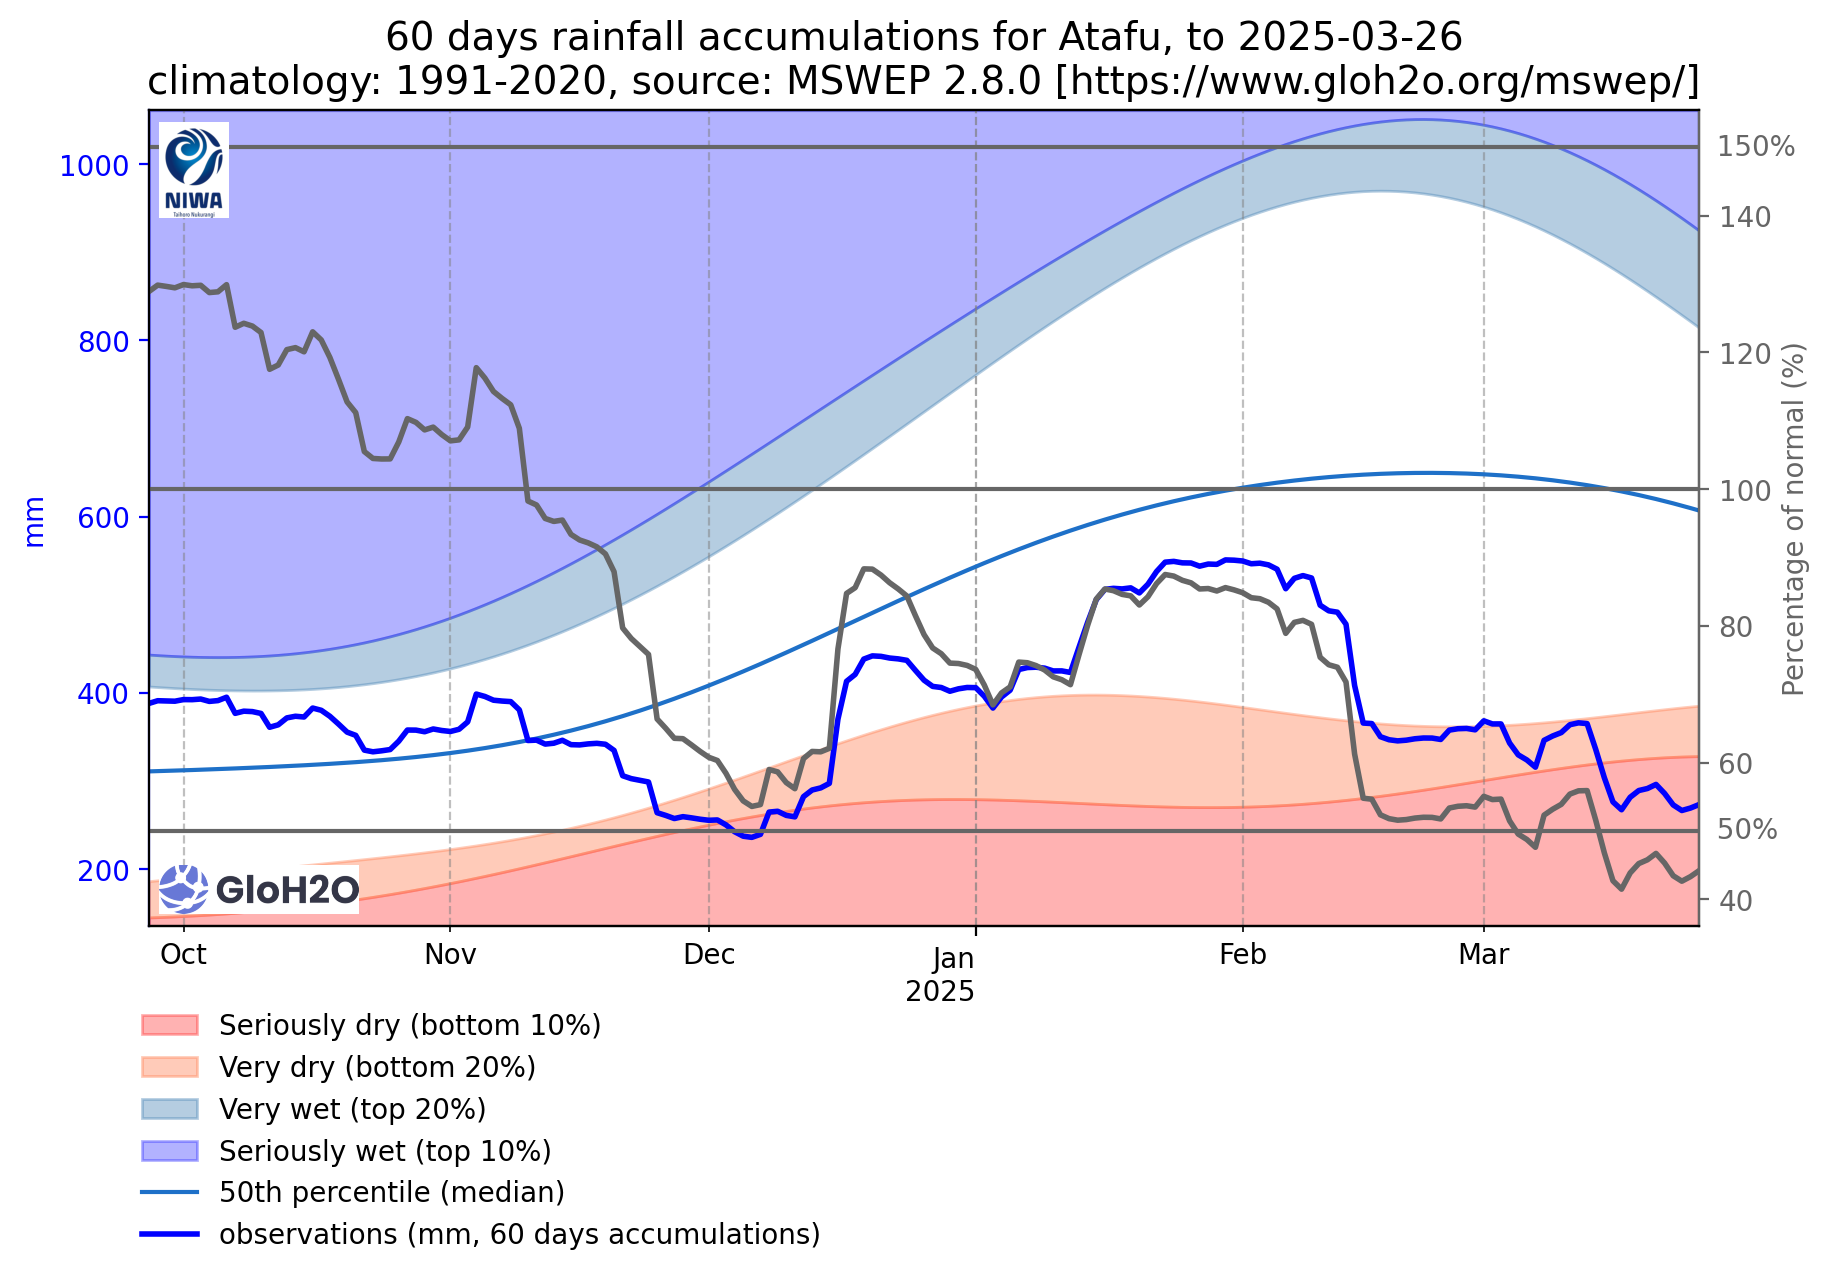 60 days rainfall accumulations for Atafu, to 2025-03-26
climatology: 1991-2020, source: MSWEP 2.8.0 [https://www.gloh2o.org/mswep/]
NIWA
Taihoro Nukurangi
1000
800
600
400
200
mm
150%
140
120
100
80
60
50%
40
Percentage of normal (%)
GloH2O
Oct
Nov
Dec
Jan
2025
Feb
Mar
Seriously dry (bottom 10%)
Very dry (bottom 20%)
Very wet (top 20%)
Seriously wet (top 10%)
50th percentile (median)
observations (mm, 60 days accumulations)